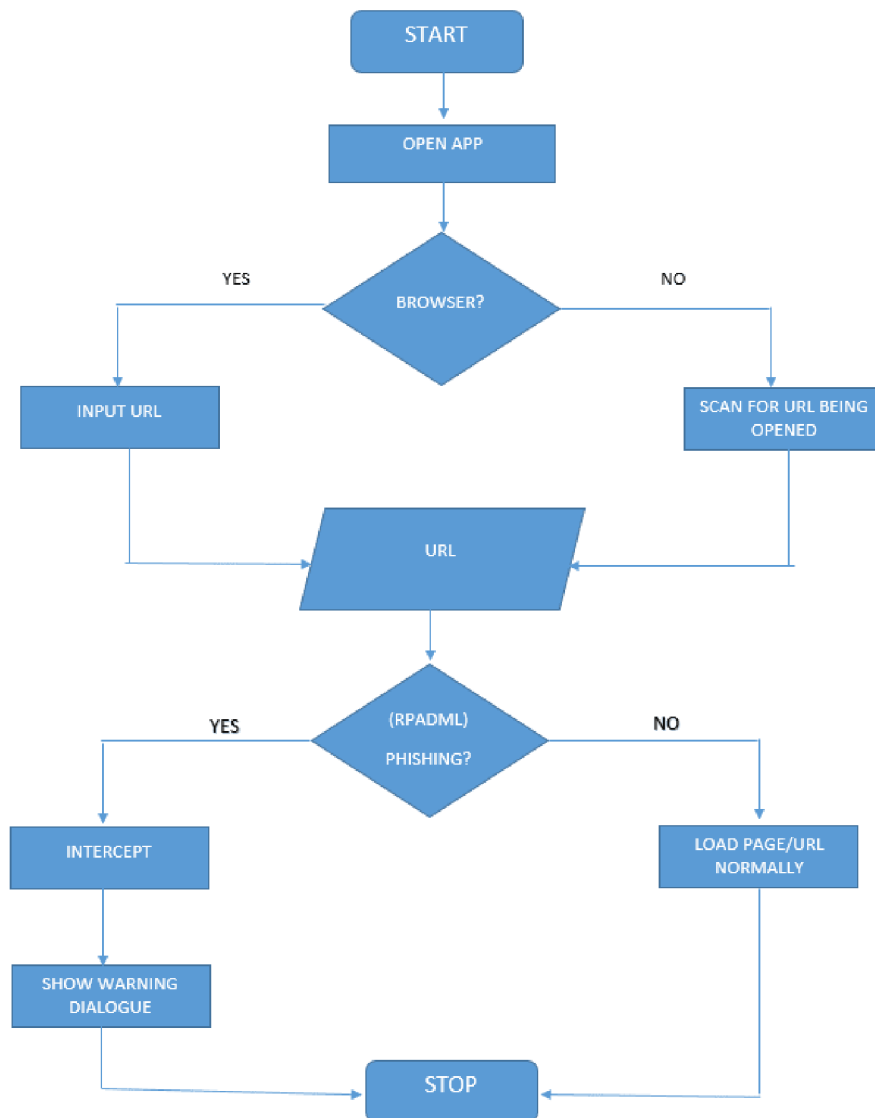 START
OPEN APP
YES
NO
BROWSER?
INPUT URL
SCAN FOR URL BEING
OPENED
URL
(RPADML)
YES
NO
PHISHING?
INTERCEPT
LOAD PAGE/URL
NORMALLY
SHOW WARNING
DIALOGUE
STOP